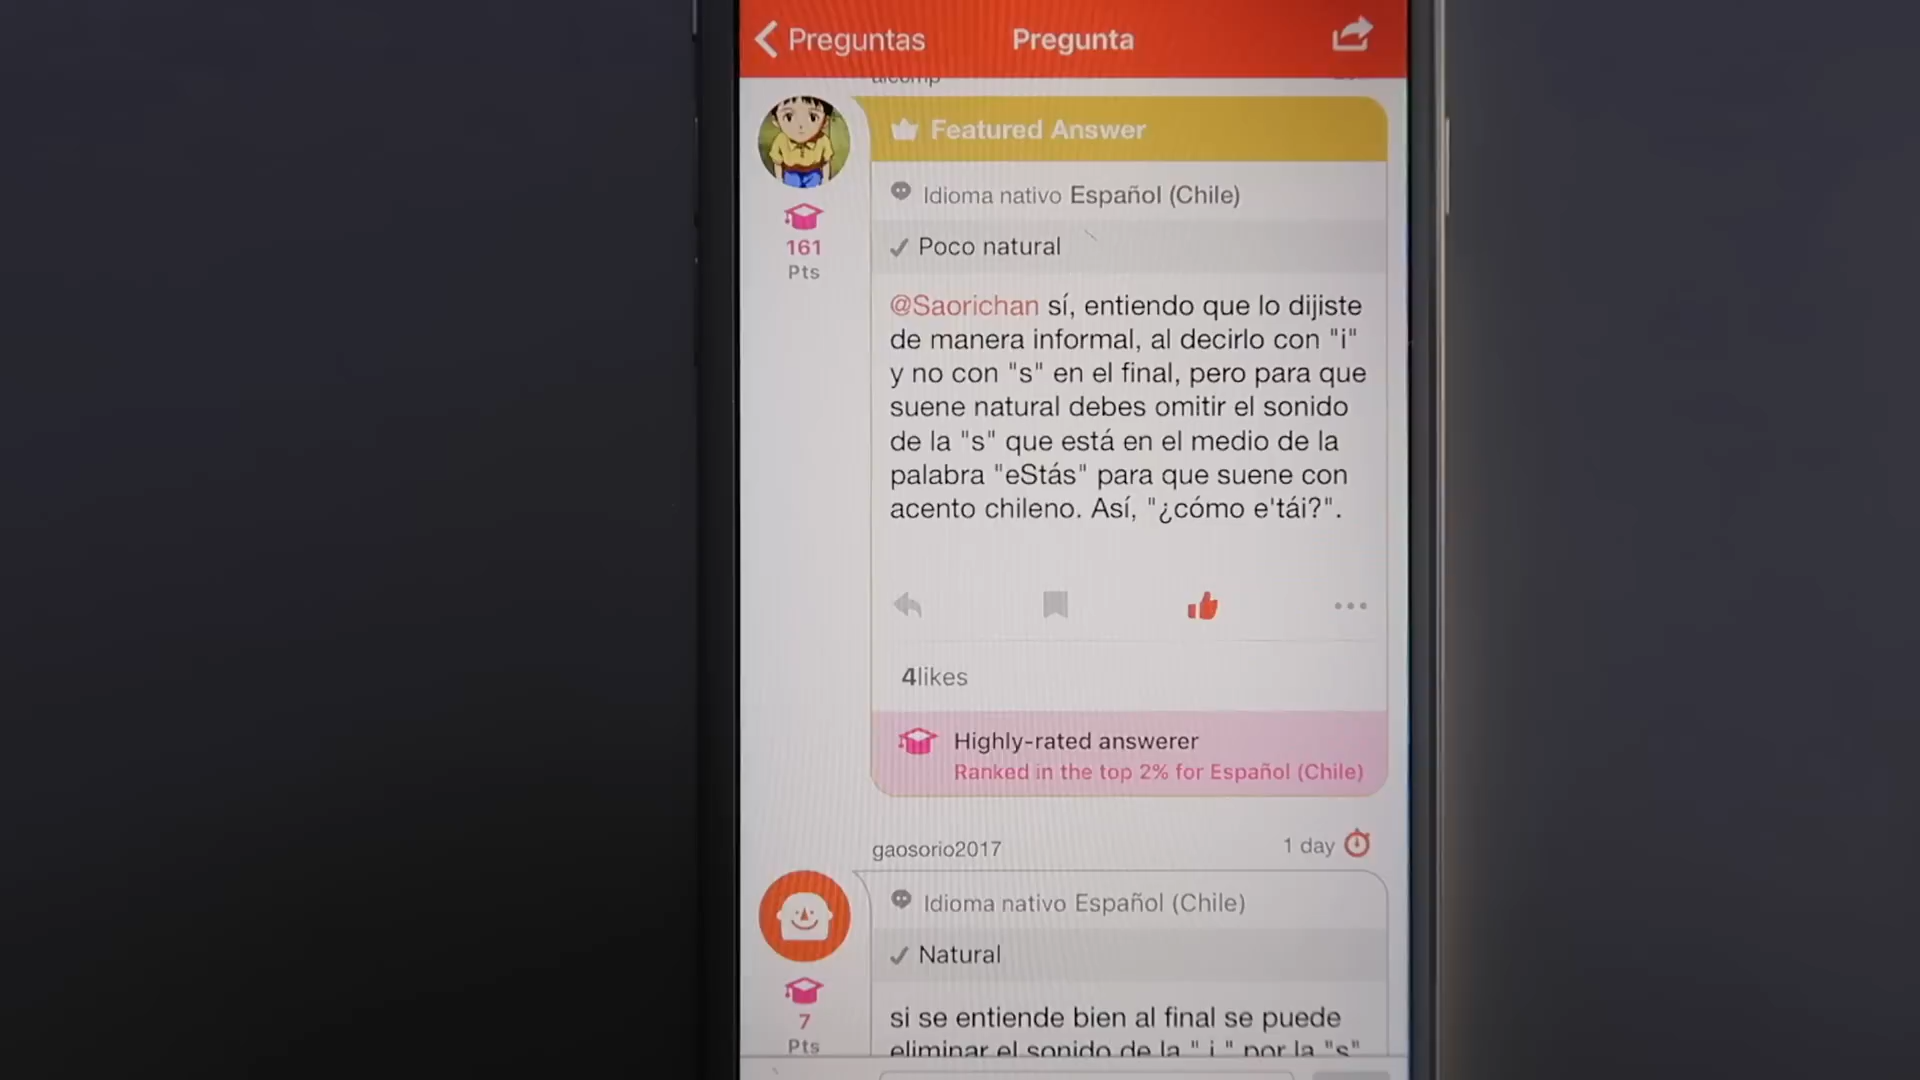 Preguntas
Pregunta
Featured Answer
Idioma nativo Español (Chile)
161
Pts
Poco natural
@Saorichan sí, entiendo que lo dijiste
de manera informal, al decirlo con "i"
y no con "s" en el final, pero para que
suene natural debes omitir el sonido
de la "s" que está en el medio de la
palabra "eStás" para que suene con
acento chileno. Así, "¿cómo e'tái?".
4likes
Highly-rated answerer
Ranked in the top 2% for Español (Chile)
gaosorio2017
1 day
Idioma nativo Español (Chile)
Natural
7
Pts
si se entiende bien al final se puede
eliminar el sonido de la " i " por la "s"